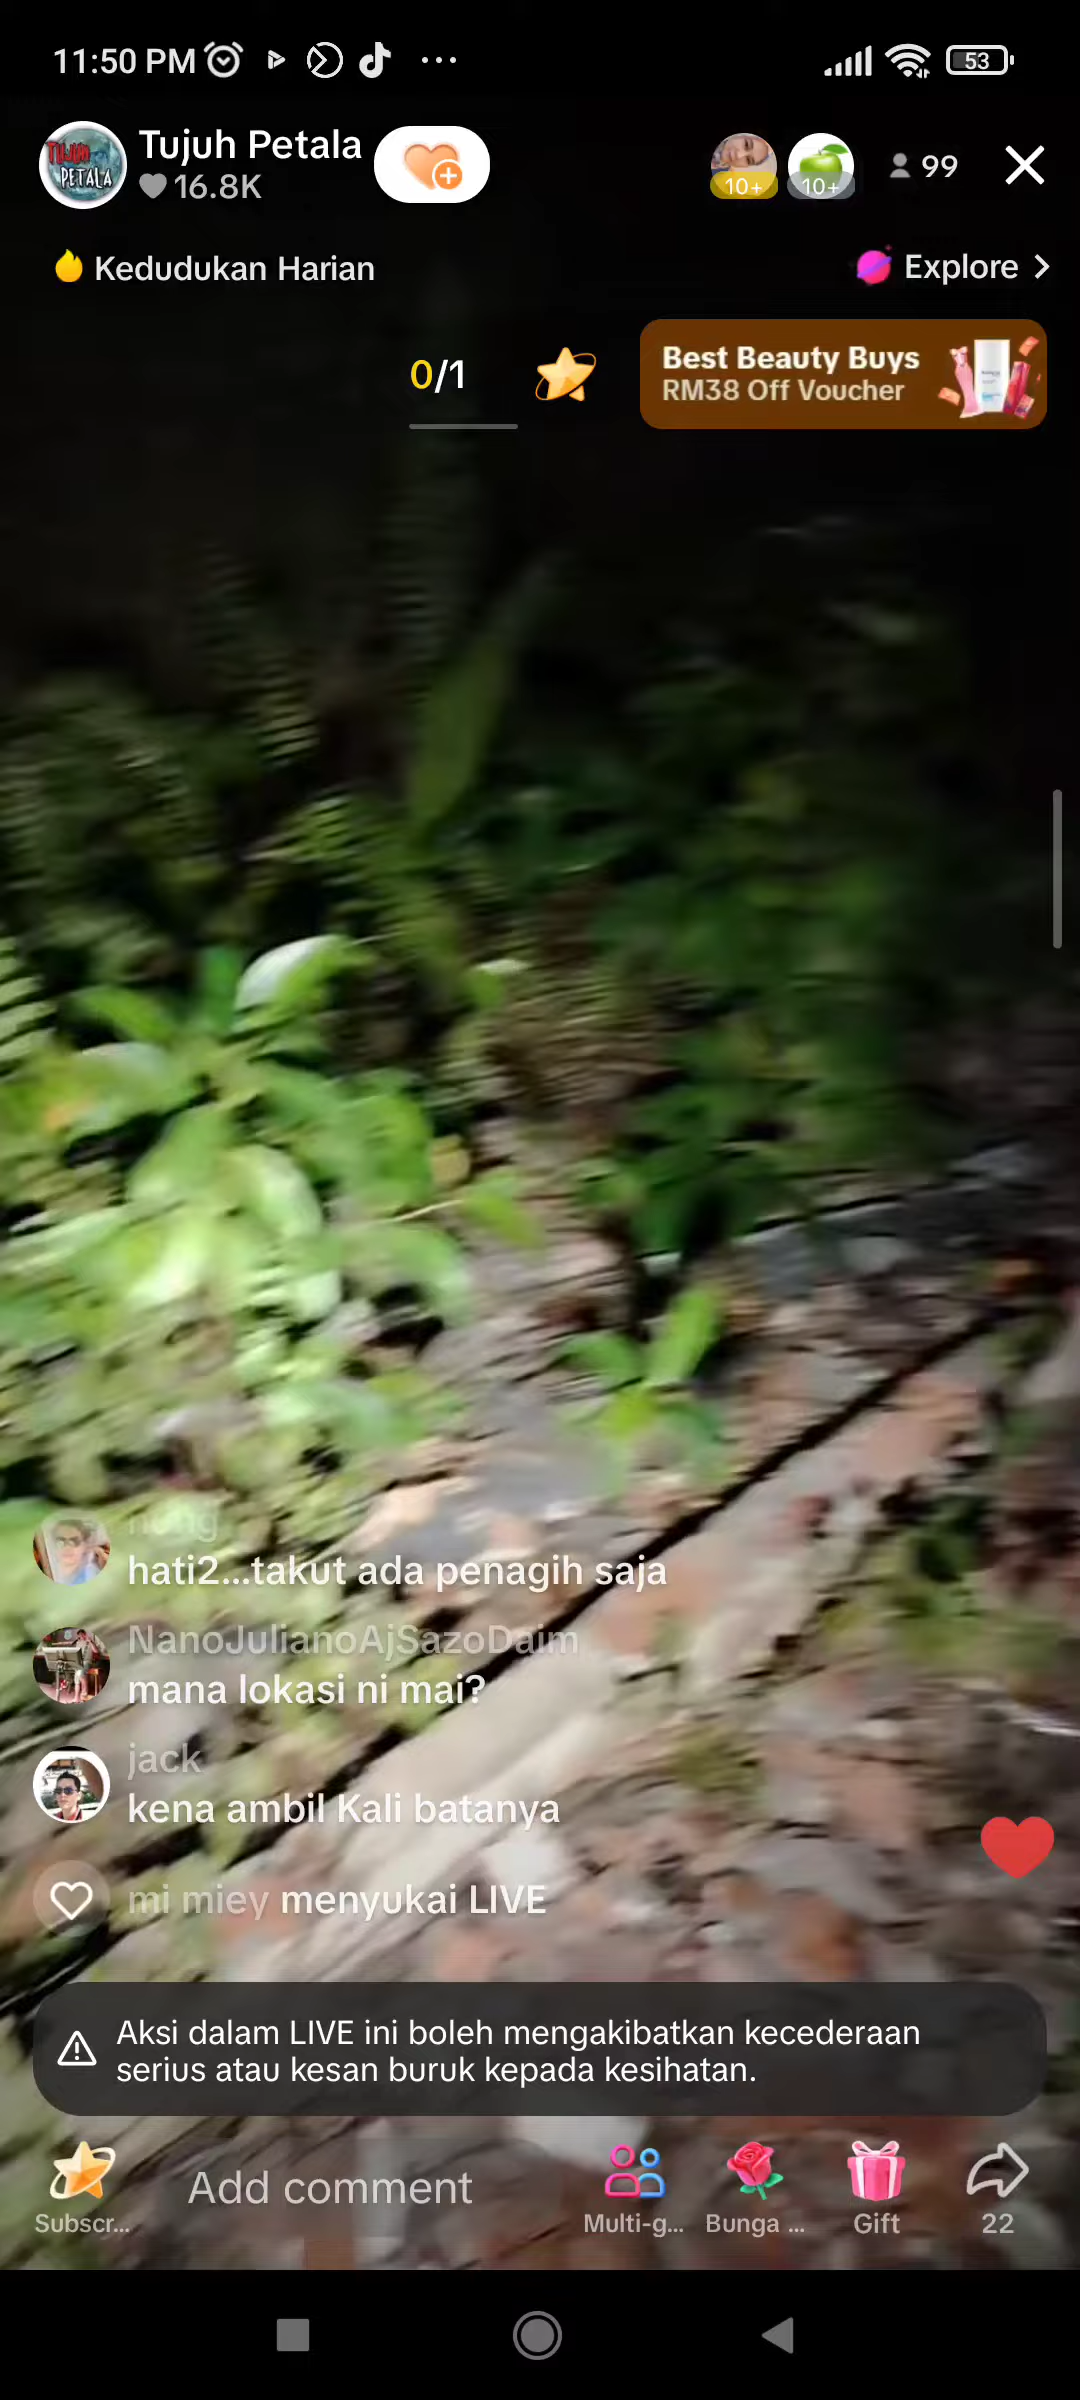 11:50 PM
53
TUJUH
PETALA
Tujuh Petala
16.8K
10+
10+
99
Kedudukan Harian
Explore
0/1
Best Beauty Buys
RM38 Off Voucher
hati2...takut ada penagih saja
NanoJulianoAjSazoDaim
mana lokasi ni mai?
jack
kena ambil Kali batanya
mi miey menyukai LIVE
Aksi dalam LIVE ini boleh mengakibatkan kecederaan
serius atau kesan buruk kepada kesihatan.
Add comment
Subscr...
Multi-g...
Bunga ...
Gift
22